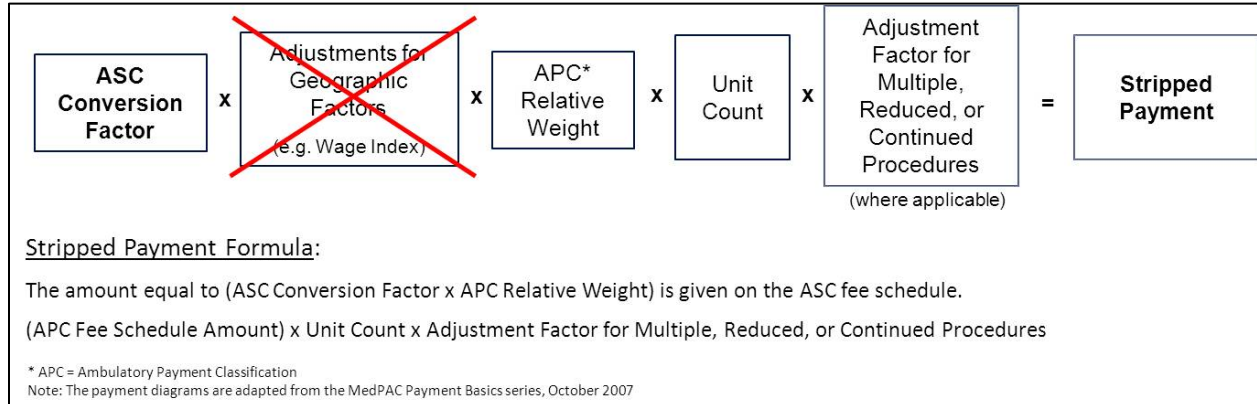 ASC
Conversion
Factor
x
Adjustments for
Geographic
Factors
(e.g. Wage Index)
x
APC*
Relative
Weight
x
Unit
Count
x
Adjustment
Factor for
Multiple,
Reduced, or
Continued
Procedures
(where applicable)
=
Stripped
Payment
Stripped Payment Formula:
The amount equal to (ASC Conversion Factor x APC Relative Weight) is given on the ASC fee schedule.
(APC Fee Schedule Amount) x Unit Count x Adjustment Factor for Multiple, Reduced, or Continued Procedures
* APC = Ambulatory Payment Classification
Note: The payment diagrams are adapted from the MedPAC Payment Basics series, October 2007